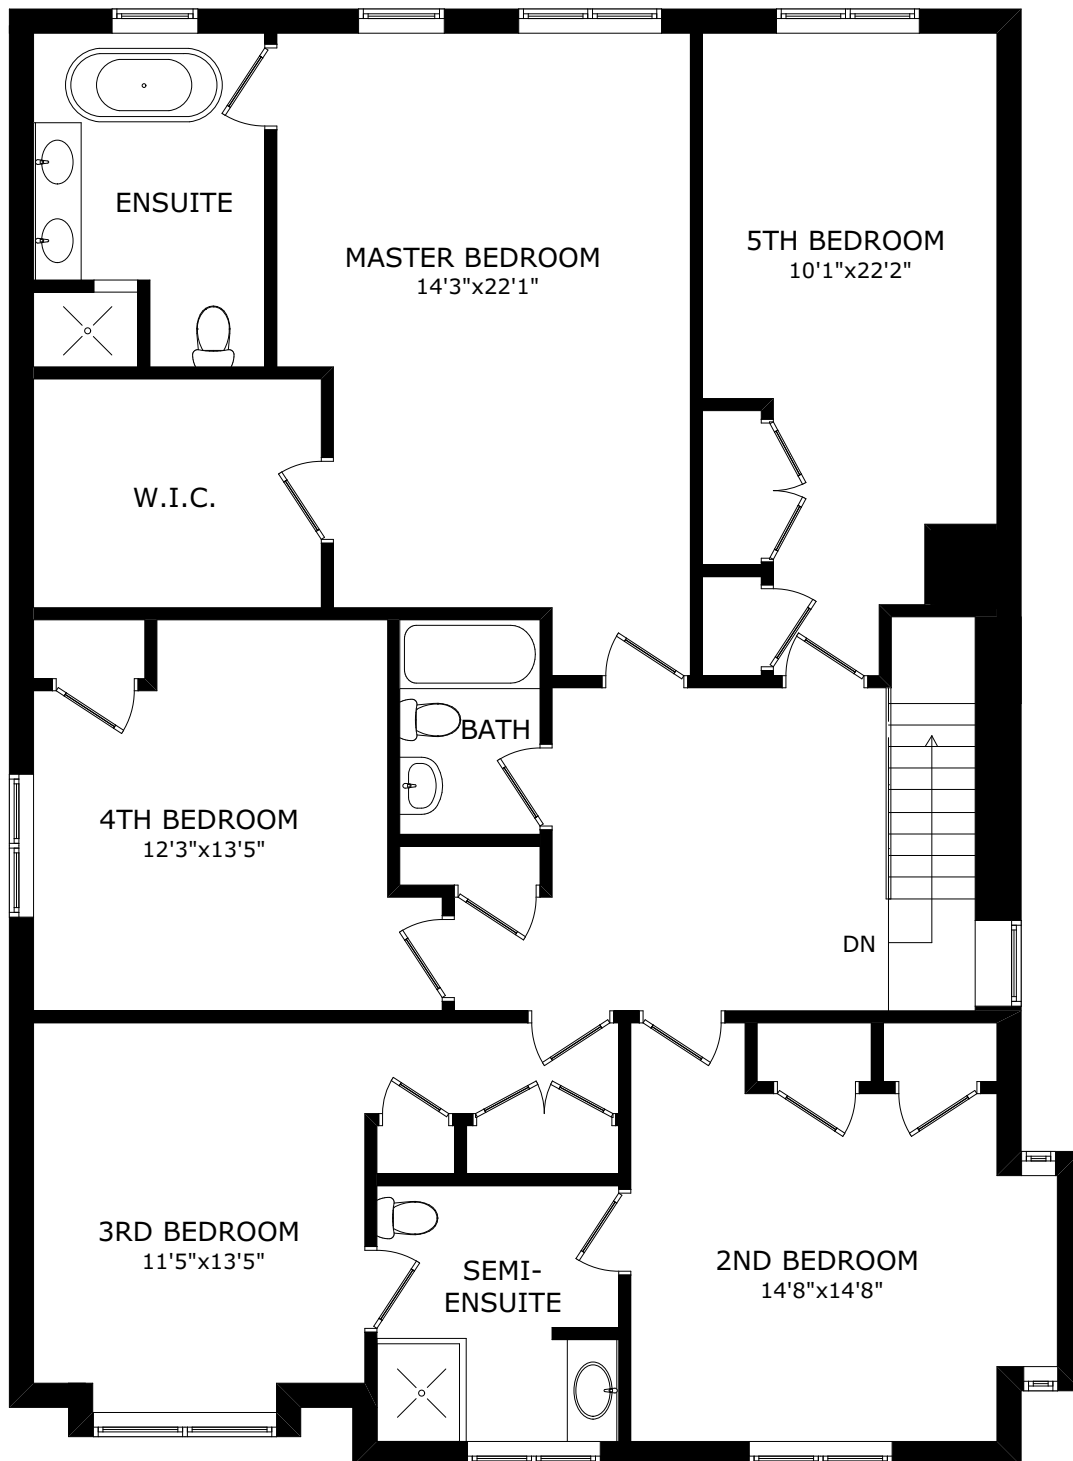 ENSUITE
MASTER BEDROOM
14'3"x22'1"
5TH BEDROOM
10'1"x22'2"
W.I.C.
BATH
4TH BEDROOM
12'3"x13'5"
DN
3RD BEDROOM
11'5"x13'5"
SEMI-
ENSUITE
2ND BEDROOM
14'8"x14'8"